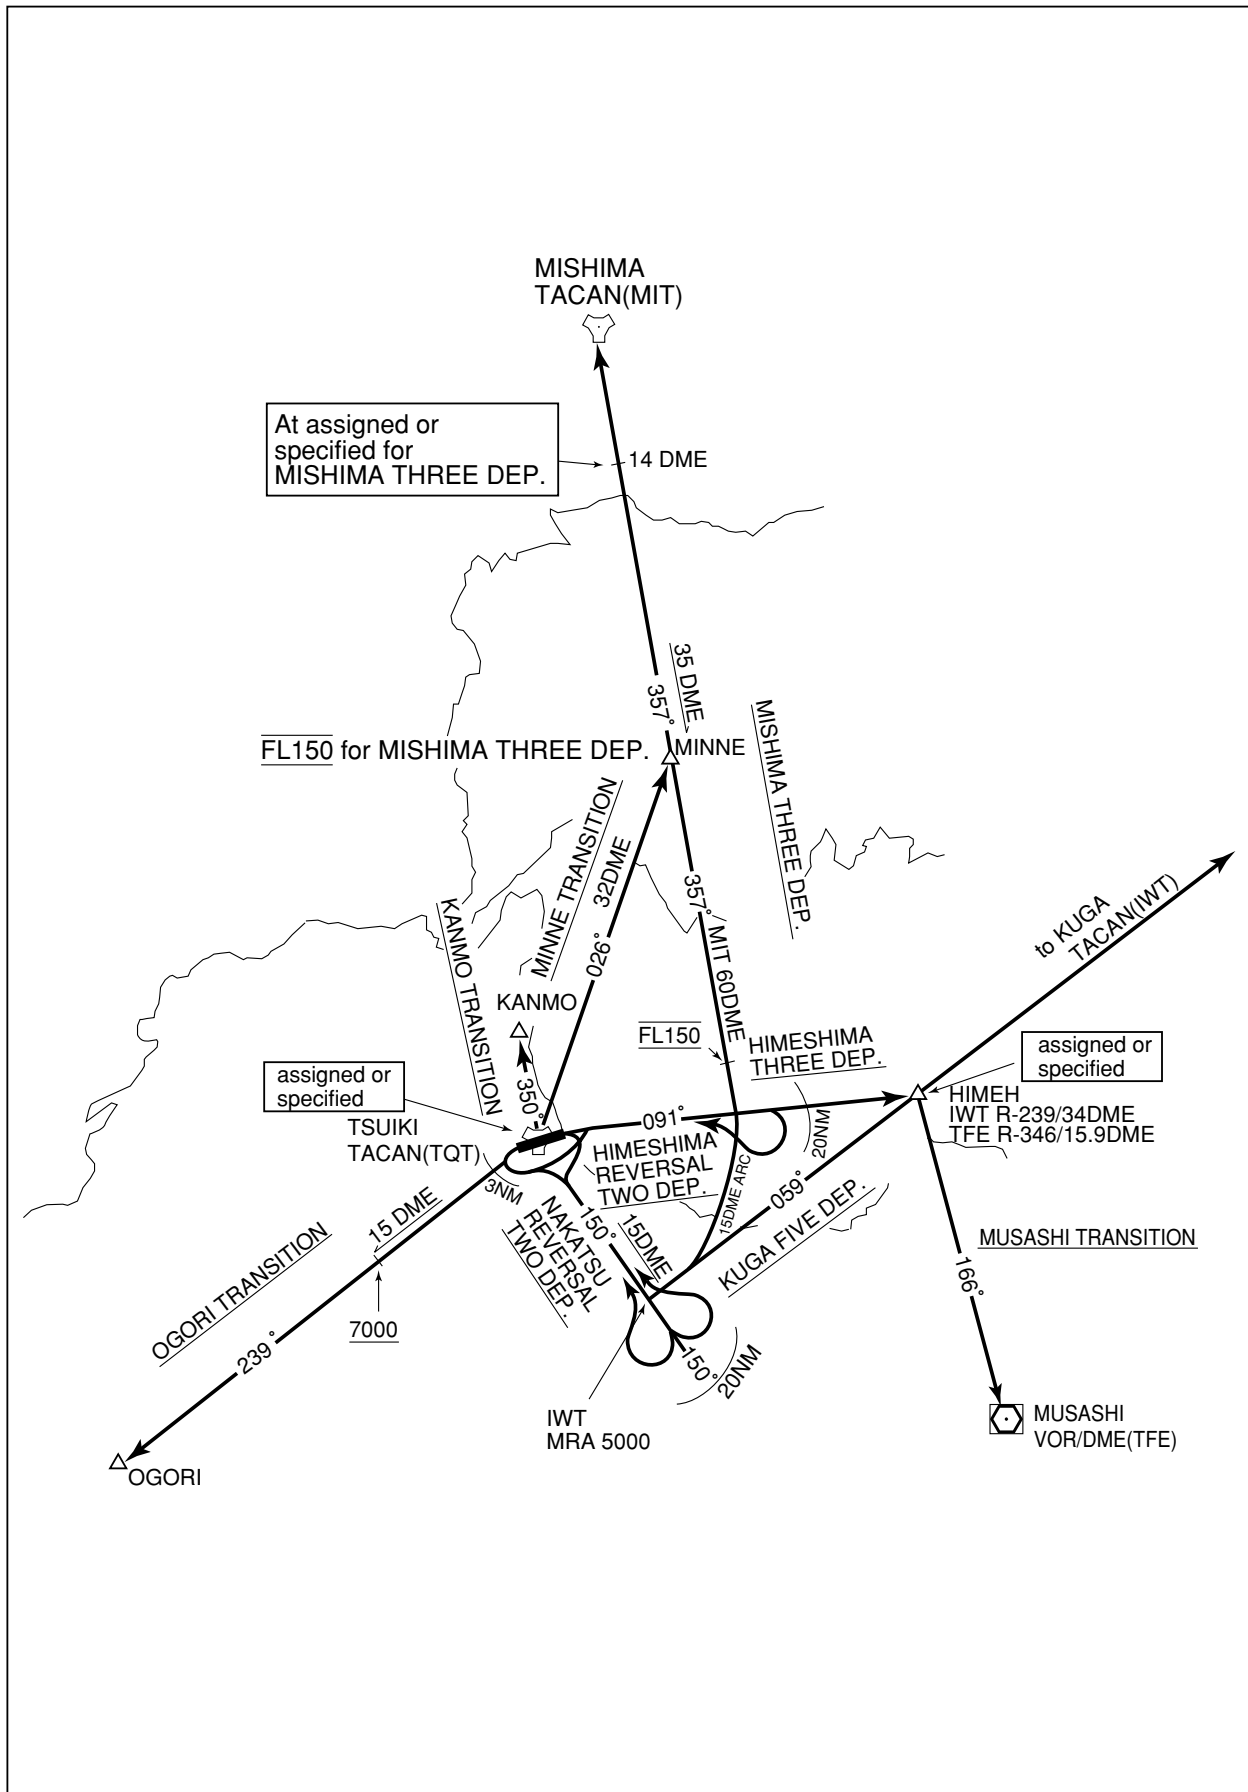 MISHIMA
TACAN(MIT)
At assigned or
specified for
MISHIMA THREE DEP.
14 DME
35 DME
357°
MINNE
FL150 for MISHIMA THREE DEP.
MISHIMA THREE DEP.
MINNE TRANSITION
026° 32DME
357° MIT 60DME
KANMO TRANSITION
KANMO
350°
to KUGA
TACAN(IWT)
FL150
HIMESHIMA
THREE DEP.
assigned or
specified
HIMEH
IWT R-239/34DME
TFE R-346/15.9DME
assigned or
specified
TSUIKI
TACAN(TQT)
091°
20NM
HIMESHIMA
REVERSAL
TWO DEP.
3NM
15DME ARC
059°
KUGA FIVE DEP.
NAKATSU
REVERSAL
TWO DEP.
150°
15DME
150°
20NM
15 DME
OGORI TRANSITION
7000
239°
OGORI
IWT
MRA 5000
MUSASHI TRANSITION
166°
MUSASHI
VOR/DME(TFE)